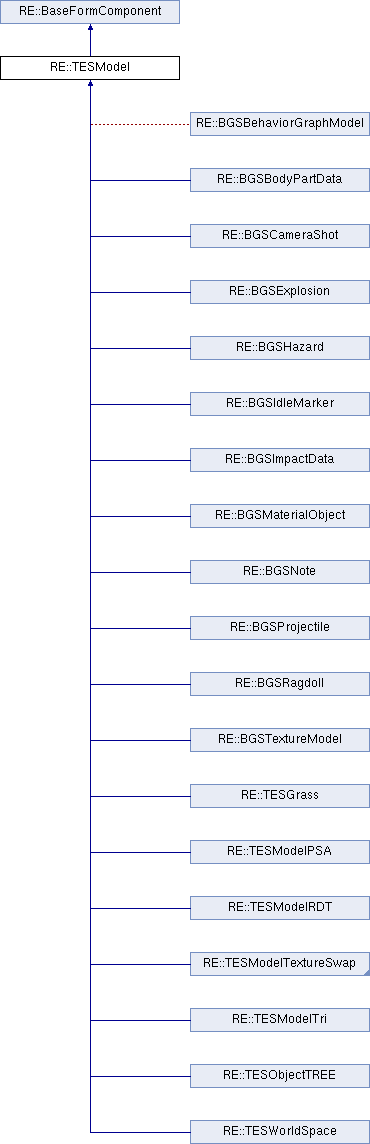 RE::BaseFormComponent
RE::TESModel
RE::BGSBehaviorGraphModel
RE::BGSBodyPartData
RE::BGSCameraShot
RE::BGSExplosion
RE::BGSHazard
RE::BGSIdleMarker
RE::BGSImpactData
RE::BGSMaterialObject
RE::BGSNote
RE::BGSProjectile
RE::BGSRagdoll
RE::BGSTextureModel
RE::TESGrass
RE::TESModelPSA
RE::TESModelRDT
RE::TESModelTextureSwap
RE::TESModelTri
RE::TESObjectTREE
RE::TESWorldSpace